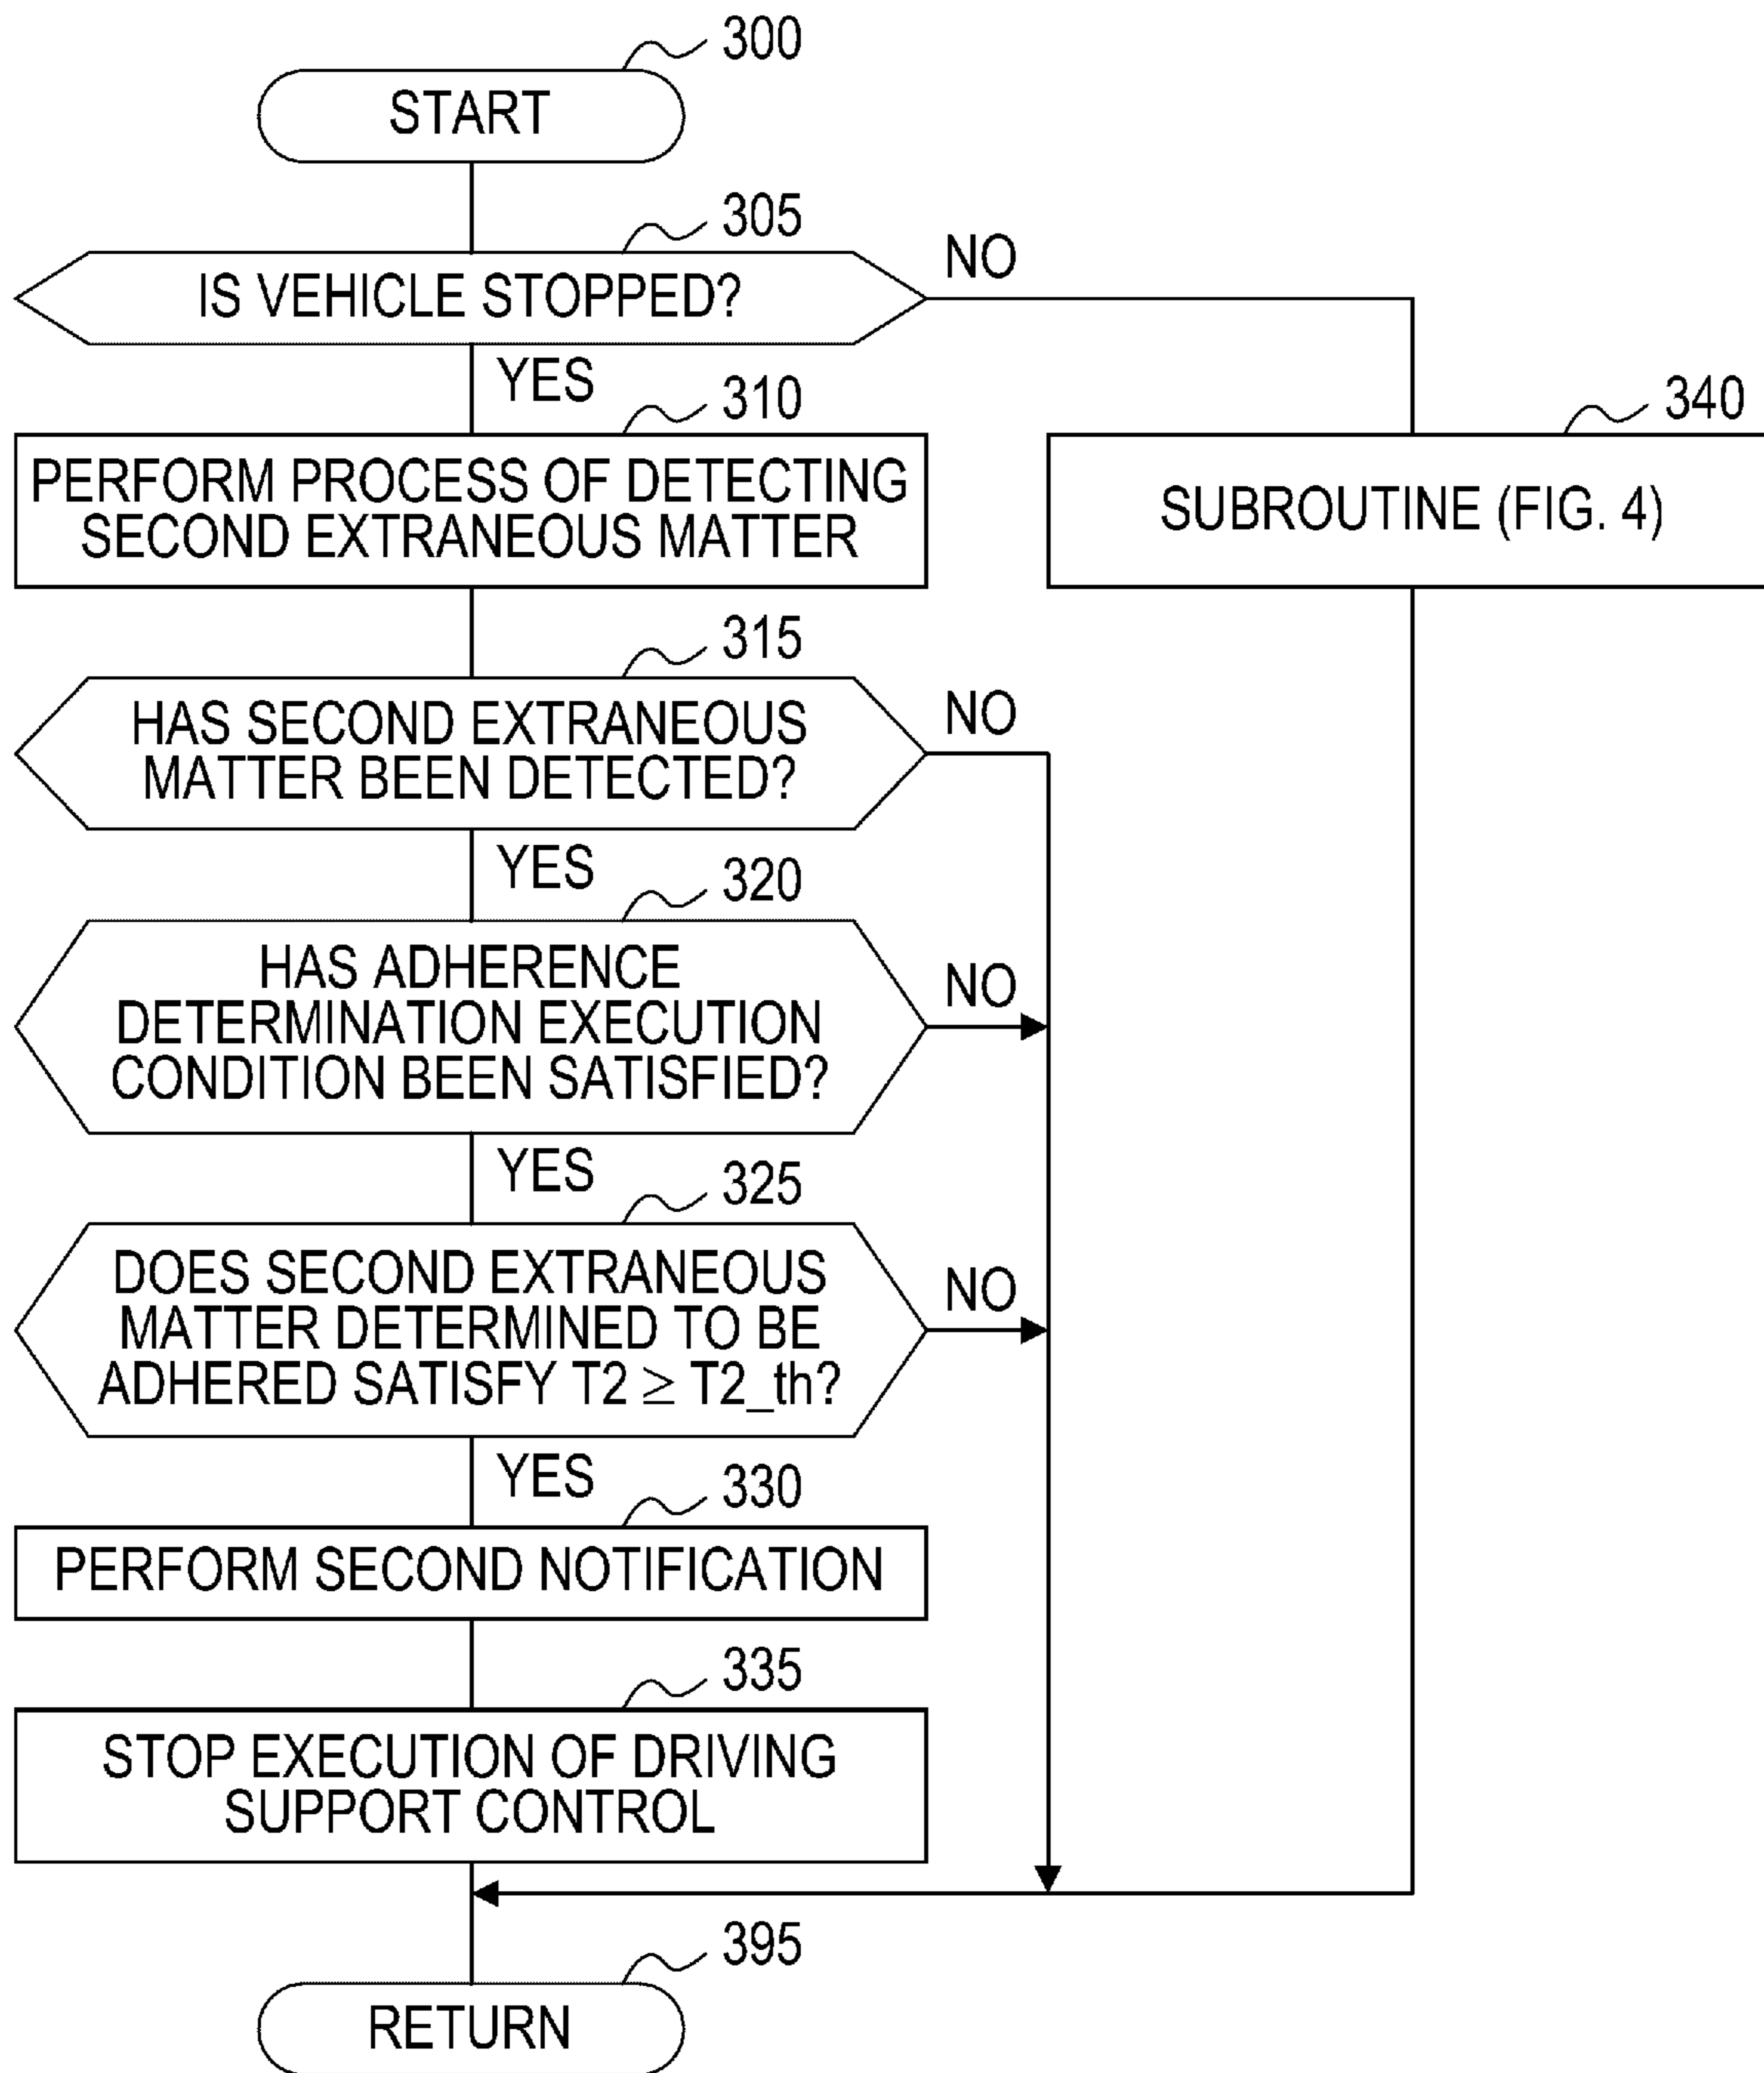 300
START
305
IS VEHICLE STOPPED?
NO
YES
310
PERFORM PROCESS OF DETECTING
SECOND EXTRANEOUS MATTER
340
SUBROUTINE (FIG. 4)
315
HAS SECOND EXTRANEOUS
MATTER BEEN DETECTED?
NO
YES
320
HAS ADHERENCE
DETERMINATION EXECUTION
CONDITION BEEN SATISFIED?
NO
YES
325
DOES SECOND EXTRANEOUS
MATTER DETERMINED TO BE
ADHERED SATISFY T2 ≥ T2_th?
NO
YES
330
PERFORM SECOND NOTIFICATION
335
STOP EXECUTION OF DRIVING
SUPPORT CONTROL
395
RETURN